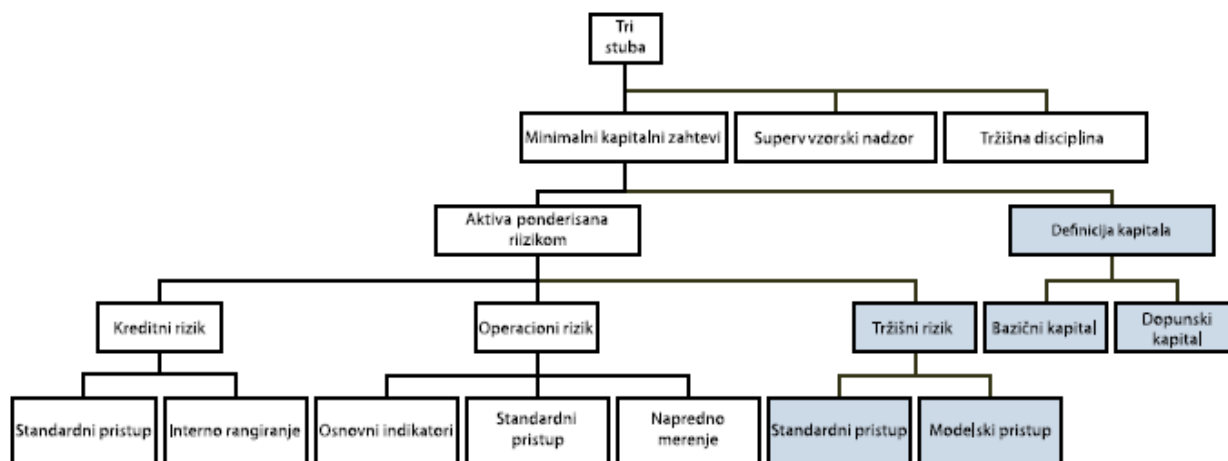 Tri
stuba
Minimalni kapitalni zahtevi
Superv vzorski nadzor
Tržišna disciplina
Aktiva ponderisana
riizikom
Definicija kapitala
Kreditni rizik
Operacioni rizik
Tržišni rizik
Bazični kapital
Dopunski
kapital
Standardni pristup
Interno rangiranje
Osnovni indikatori
Standardni
pristup
Napredno
merenje
Standardni pristup
Modelski pristup